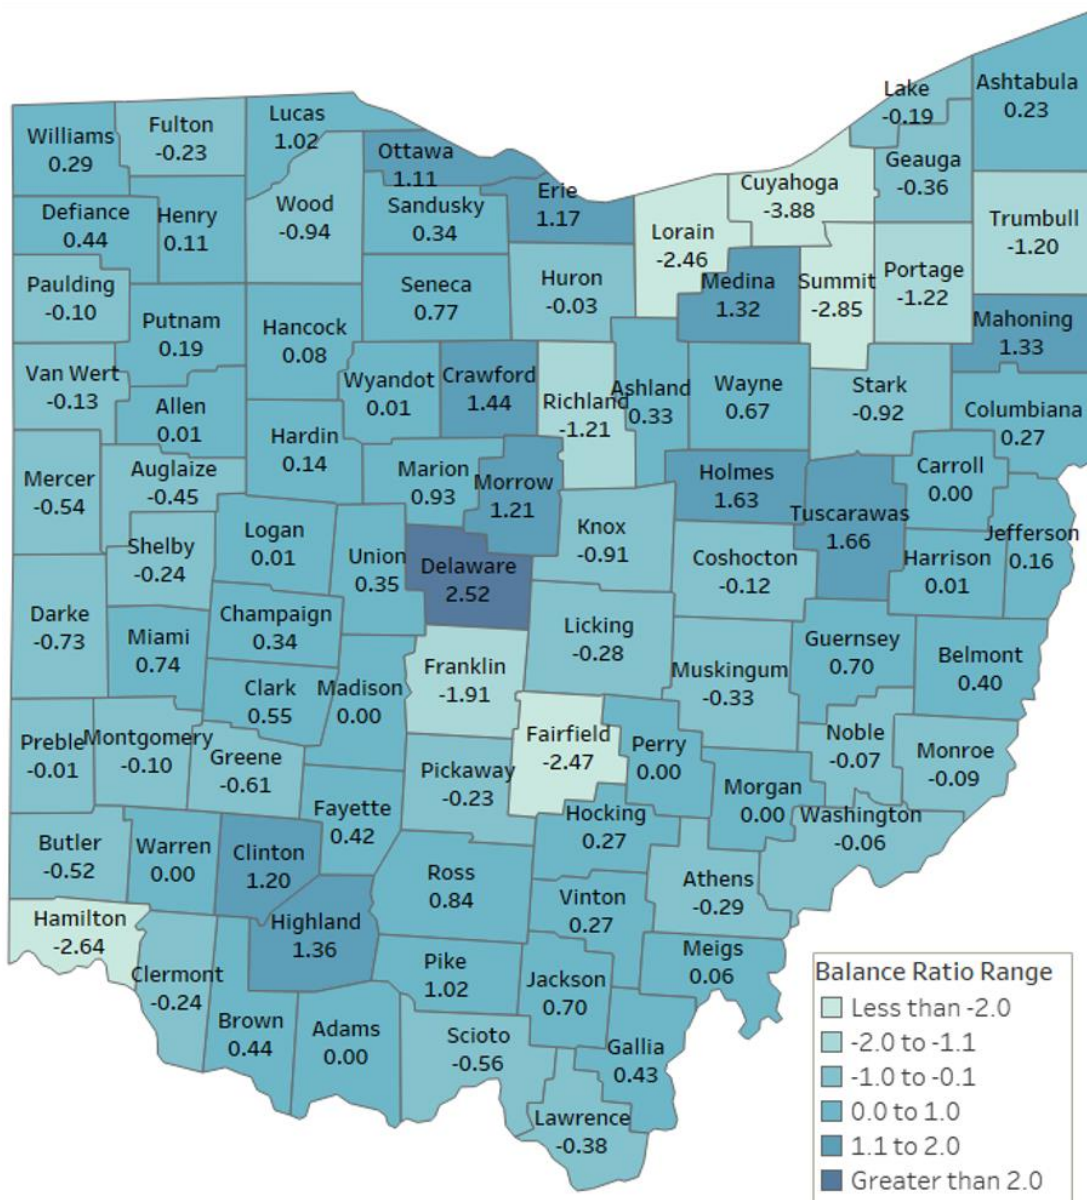 Lake
-0.19
Ashtabula
0.23
Williams
0.29
Fulton
-0.23
Lucas
1.02
Ottawa
1.11
Erie
1.17
Cuyahoga
-3.88
Geauga
-0.36
Trumbull
-1.20
Defiance
0.44
Henry
0.11
Wood
-0.94
Sandusky
0.34
Lorain
-2.46
Medina
1.32
Summit
-2.85
Portage
-1.22
Mahoning
1.33
Paulding
-0.10
Putnam
0.19
Hancock
0.08
Seneca
0.77
Huron
-0.03
Van Wert
-0.13
Allen
0.01
Wyandot
0.01
Crawford
1.44
Richland
-1.21
Ashland
0.33
Wayne
0.67
Stark
-0.92
Columbiana
0.27
Mercer
-0.54
Auglaize
-0.45
Hardin
0.14
Marion
0.93
Morrow
1.21
Holmes
1.63
Tuscarawas
1.66
Carroll
0.00
Jefferson
0.16
Shelby
-0.24
Logan
0.01
Union
0.35
Delaware
2.52
Knox
-0.91
Coshocton
-0.12
Harrison
0.01
Darke
-0.73
Miami
0.74
Champaign
0.34
Licking
-0.28
Muskingum
-0.33
Guernsey
0.70
Belmont
0.40
Clark
0.55
Madison
0.00
Franklin
-1.91
Fairfield
-2.47
Perry
0.00
Noble
-0.07
Monroe
-0.09
Preble
-0.01
Montgomery
-0.10
Greene
-0.61
Pickaway
-0.23
Morgan
0.00
Washington
-0.06
Fayette
0.42
Hocking
0.27
Butler
-0.52
Warren
0.00
Clinton
1.20
Ross
0.84
Vinton
0.27
Athens
-0.29
Hamilton
-2.64
Highland
1.36
Meigs
0.06
Clermont
-0.24
Pike
1.02
Jackson
0.70
Brown
0.44
Adams
0.00
Scioto
-0.56
Gallia
0.43
Lawrence
-0.38
Balance Ratio Range
Less than -2.0
-2.0 to -1.1
-1.0 to -0.1
0.0 to 1.0
1.1 to 2.0
Greater than 2.0